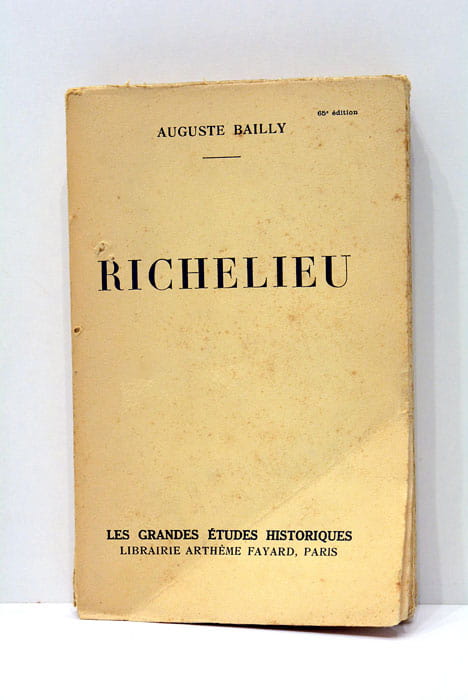 65e édition
AUGUSTE BAILLY
RICHELIEU
LES GRANDES ÉTUDES HISTORIQUES
LIBRAIRIE ARTHÈME FAYARD, PARIS